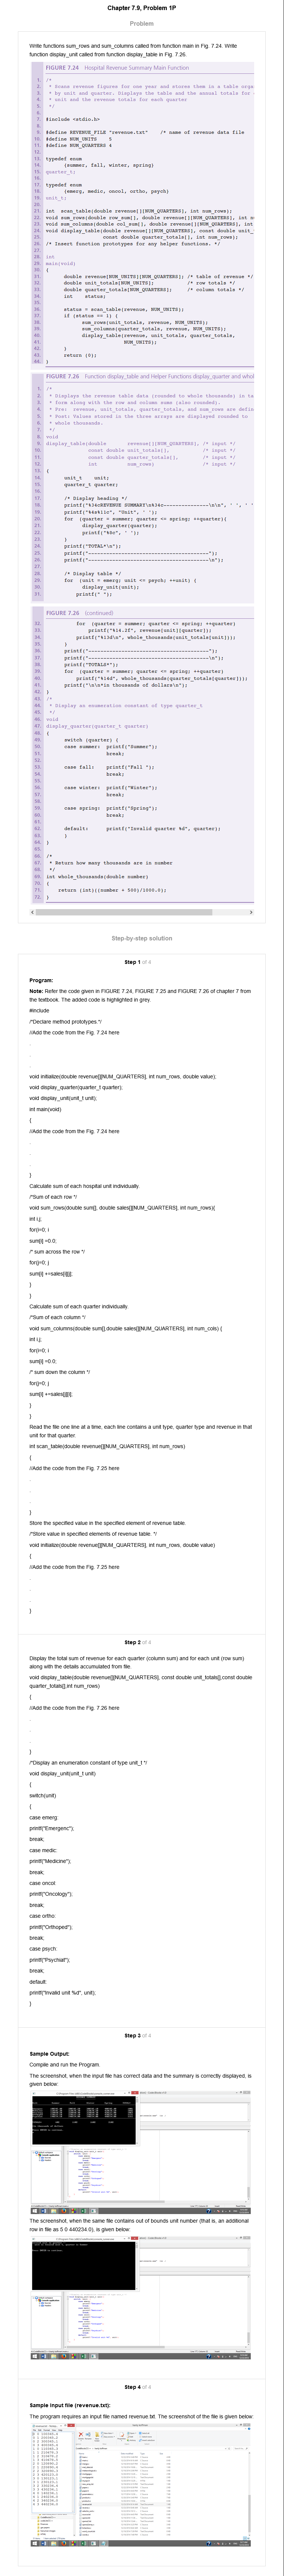 Chapter 7.9, Problem 1P
Problem
Write functions sum_rows and sum_columns called from function main in Fig. 7.24. Write
function display_unit called from function display_table in Fig. 7.26.
FIGURE 7.24 Hospital Revenue Summary Main Function
1. /*
2. * Scans revenue figures for one year and stores them in a table orga
3. * by unit and quarter. Displays the table and the annual totals for
4. * unit and the revenue totals for each quarter
5. */
6.
7. #include <stdio.h>
8.
9. #define REVENUE_FILE "revenue.txt" /* name of revenue data file
10. #define NUM_UNITS 5
11. #define NUM_QUARTERS 4
12.
13. typedef enum
14. {summer, fall, winter, spring}
15. quarter_t;
16.
17. typedef enum
18. {emerg, medic, oncol, ortho, psych}
19. unit_t;
20.
21. int scan_table(double revenue[][NUM_QUARTERS], int num_rows);
22. void sum_rows(double row_sum[], double revenue[][NUM_QUARTERS], int n
23. void sum_columns(double col_sum[], double revenue[][NUM_QUARTERS], int
24. void display_table(double revenue[][NUM_QUARTERS], const double unit_
25. const double quarter_totals[], int num_rows);
26. /* Insert function prototypes for any helper functions. */
27.
28. int
29. main(void)
30. {
31. double revenue[NUM_UNITS][NUM_QUARTERS]; /* table of revenue */
32. double unit_totals[NUM_UNITS]; /* row totals */
33. double quarter_totals[NUM_QUARTERS]; /* column totals */
34. int status;
35.
36. status = scan_table(revenue, NUM_UNITS);
37. if (status == 1) {
38. sum_rows(unit_totals, revenue, NUM_UNITS);
39. sum_columns(quarter_totals, revenue, NUM_UNITS);
40. display_table(revenue, unit_totals, quarter_totals,
41. NUM_UNITS);
42. }
43. return (0);
44. }
FIGURE 7.26 Function display_table and Helper Functions display_quarter and whol
1. /*
2. * Displays the revenue table data (rounded to whole thousands) in ta
3. * form along with the row and column sums (also rounded).
4. * Pre: revenue, unit_totals, quarter_totals, and num_rows are defin
5. * Post: Values stored in the three arrays are displayed rounded to
6. * whole thousands.
7. */
8. void
9. display_table(double revenue[][NUM_QUARTERS], /* input */
10. const double unit_totals[], /* input */
11. const double quarter_totals[], /* input */
12. int num_rows) /* input */
13. {
14. unit_t unit;
15. quarter_t quarter;
16.
17. /* Display heading */
21. display_quarter(quarter);
22. printf("%8c", ' ');
23. }
24. printf("TOTAL*\n");
27.
28. /* Display table */
29. for (unit = emerg; unit <= psych; ++unit) {
30. display_unit(unit);
31. printf(" ");
FIGURE 7.26 (continued)
32. for (quarter = summer; quarter <= spring; ++quarter)
34. printf("%13d\n", whole_thousands(unit_totals[unit]));
35. }
38. printf("TOTALS*");
39. for (quarter = summer; quarter <= spring; ++quarter)
40. printf("%14d", whole_thousands(quarter_totals[quarter]));
41. printf("\n\n*in thousands of dollars\n");
42. }
43. /*
44. * Display an enumeration constant of type quarter_t
45. */
46. void
47. display_quarter(quarter_t quarter)
48. {
49. switch (quarter) {
50. case summer: printf("Summer");
51. break;
52.
53. case fall: printf("Fall ");
54. break;
55.
56. case winter: printf("Winter");
57. break;
58.
59. case spring: printf("Spring");
60. break;
61.
62. default: printf("Invalid quarter %d", quarter);
63. }
64. }
65.
66. /*
67. * Return how many thousands are in number
68. */
69. int whole_thousands(double number)
70. {
71. return (int)((number + 500)/1000.0);
72. }
Step-by-step solution
Step 1 of 4
Program:
Note: Refer the code given in FIGURE 7.24, FIGURE 7.25 and FIGURE 7.26 of chapter 7 from
the textbook. The added code is highlighted in grey.
#include
/*Declare method prototypes.*/
//Add the code from the Fig. 7.24 here
.
.
.
void initialize(double revenue[][NUM_QUARTERS], int num_rows, double value);
void display_quarter(quarter_t quarter);
void display_unit(unit_t unit);
int main(void)
{
//Add the code from the Fig. 7.24 here
.
.
.
}
Calculate sum of each hospital unit individually.
/*Sum of each row */
void sum_rows(double sum[], double sales[][NUM_QUARTERS], int num_rows){
int i,j;
for(i=0; i
sum[i] =0.0;
/* sum across the row */
for(j=0; j
sum[i] +=sales[i][j];
}
}
Calculate sum of each quarter individually.
/*Sum of each column */
void sum_columns(double sum[],double sales[][NUM_QUARTERS], int num_cols) {
int i,j;
for(i=0; i
sum[i] =0.0;
/* sum down the column */
for(j=0; j
sum[i] +=sales[j][i];
}
}
Read the file one line at a time, each line contains a unit type, quarter type and revenue in that
unit for that quarter.
int scan_table(double revenue[][NUM_QUARTERS], int num_rows)
{
//Add the code from the Fig. 7.25 here
.
.
.
}
Store the specified value in the specified element of revenue table.
/*Store value in specified elements of revenue table. */
void initialize(double revenue[][NUM_QUARTERS], int num_rows, double value)
{
//Add the code from the Fig. 7.25 here
.
.
.
}
Step 2 of 4
Display the total sum of revenue for each quarter (column sum) and for each unit (row sum)
along with the details accumulated from file.
void display_table(double revenue[][NUM_QUARTERS], const double unit_totals[],const double
quarter_totals[],int num_rows)
{
//Add the code from the Fig. 7.26 here
.
.
.
}
/*Display an enumeration constant of type unit_t */
void display_unit(unit_t unit)
{
switch(unit)
{
case emerg:
printf("Emergenc");
break;
case medic:
printf("Medicine");
break;
case oncol:
printf("Oncology");
break;
case ortho:
printf("Orthoped");
break;
case psych:
printf("Psychiat");
break;
default:
printf("Invalid unit %d", unit);
}
Step 3 of 4
Sample Output:
Compile and run the Program.
The screenshot, when the input file has correct data and the summary is correctly displayed, is
given below:
The screenshot, when the same file contains out of bounds unit number (that is, an additional
row in file as 5 0 440234.0), is given below:
Step 4 of 4
Sample input file (revenue.txt):
The program requires an input file named revenue.txt. The screenshot of the file is given below: